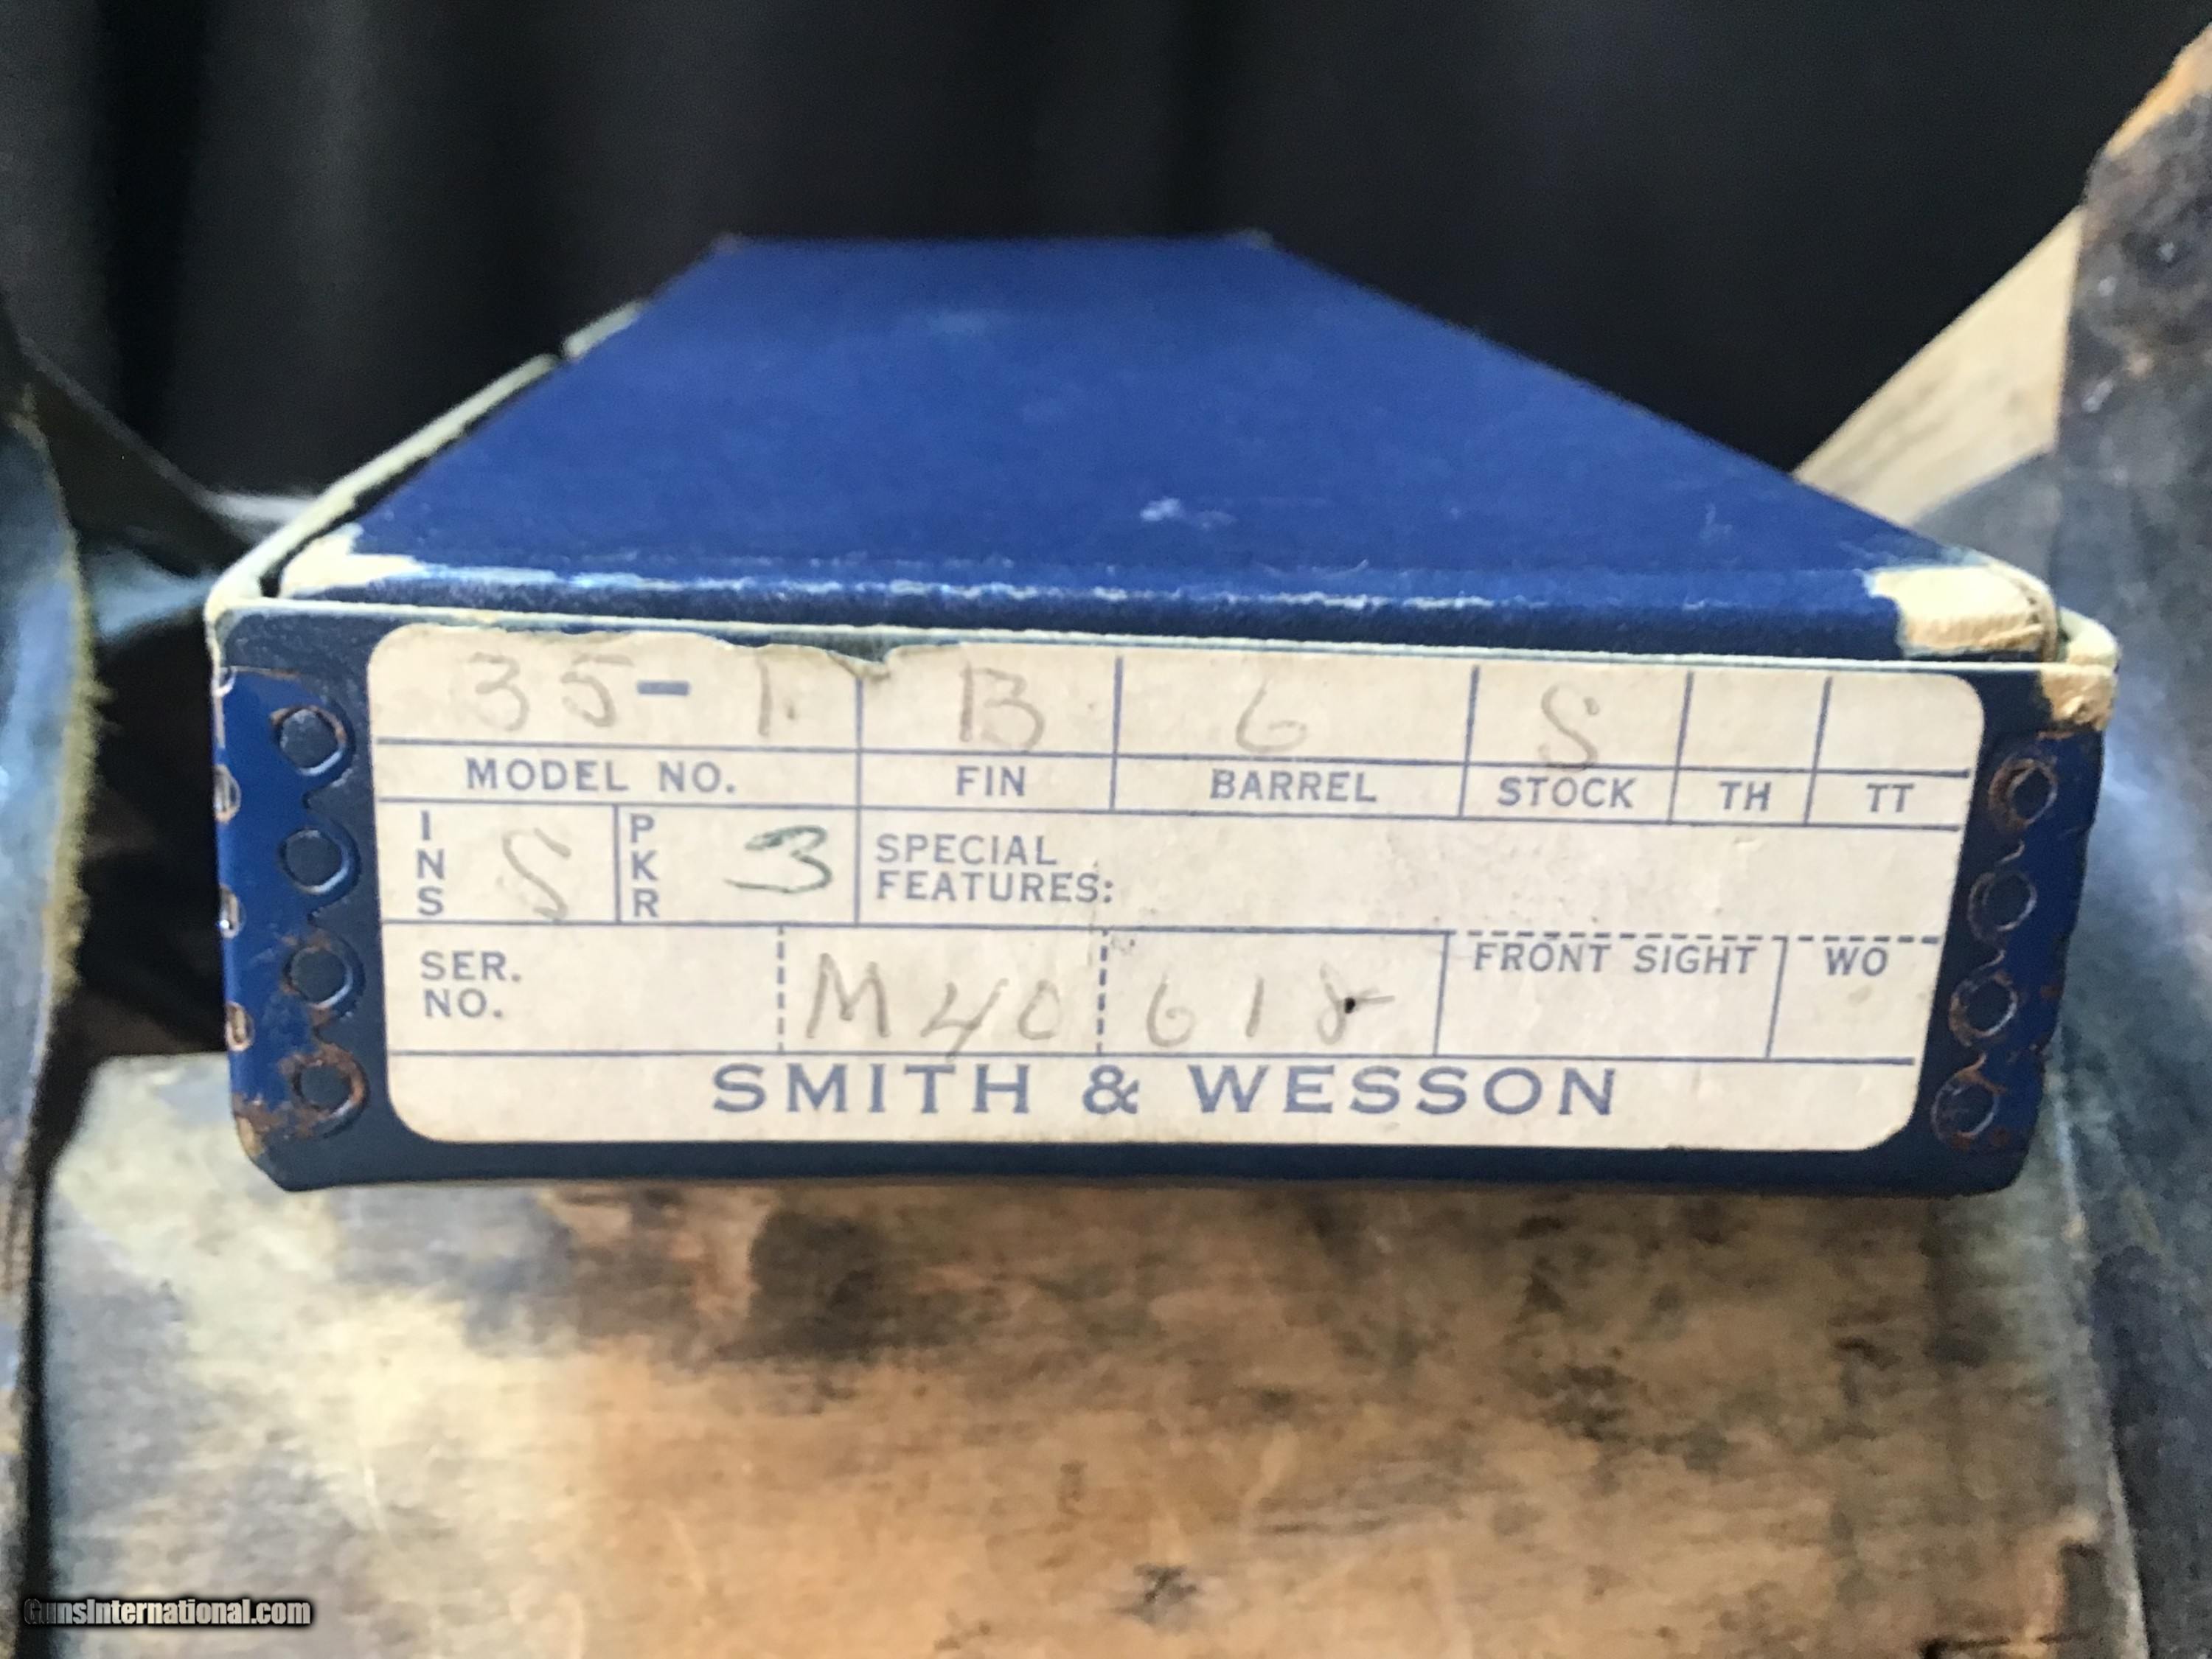 35-1 B 6 S
MODEL NO. FIN BARREL STOCK TH TT
INS S PKR 3 SPECIAL
FEATURES:
SER. NO. M40 618 FRONT SIGHT WO
SMITH & WESSON
GunsInternational.com